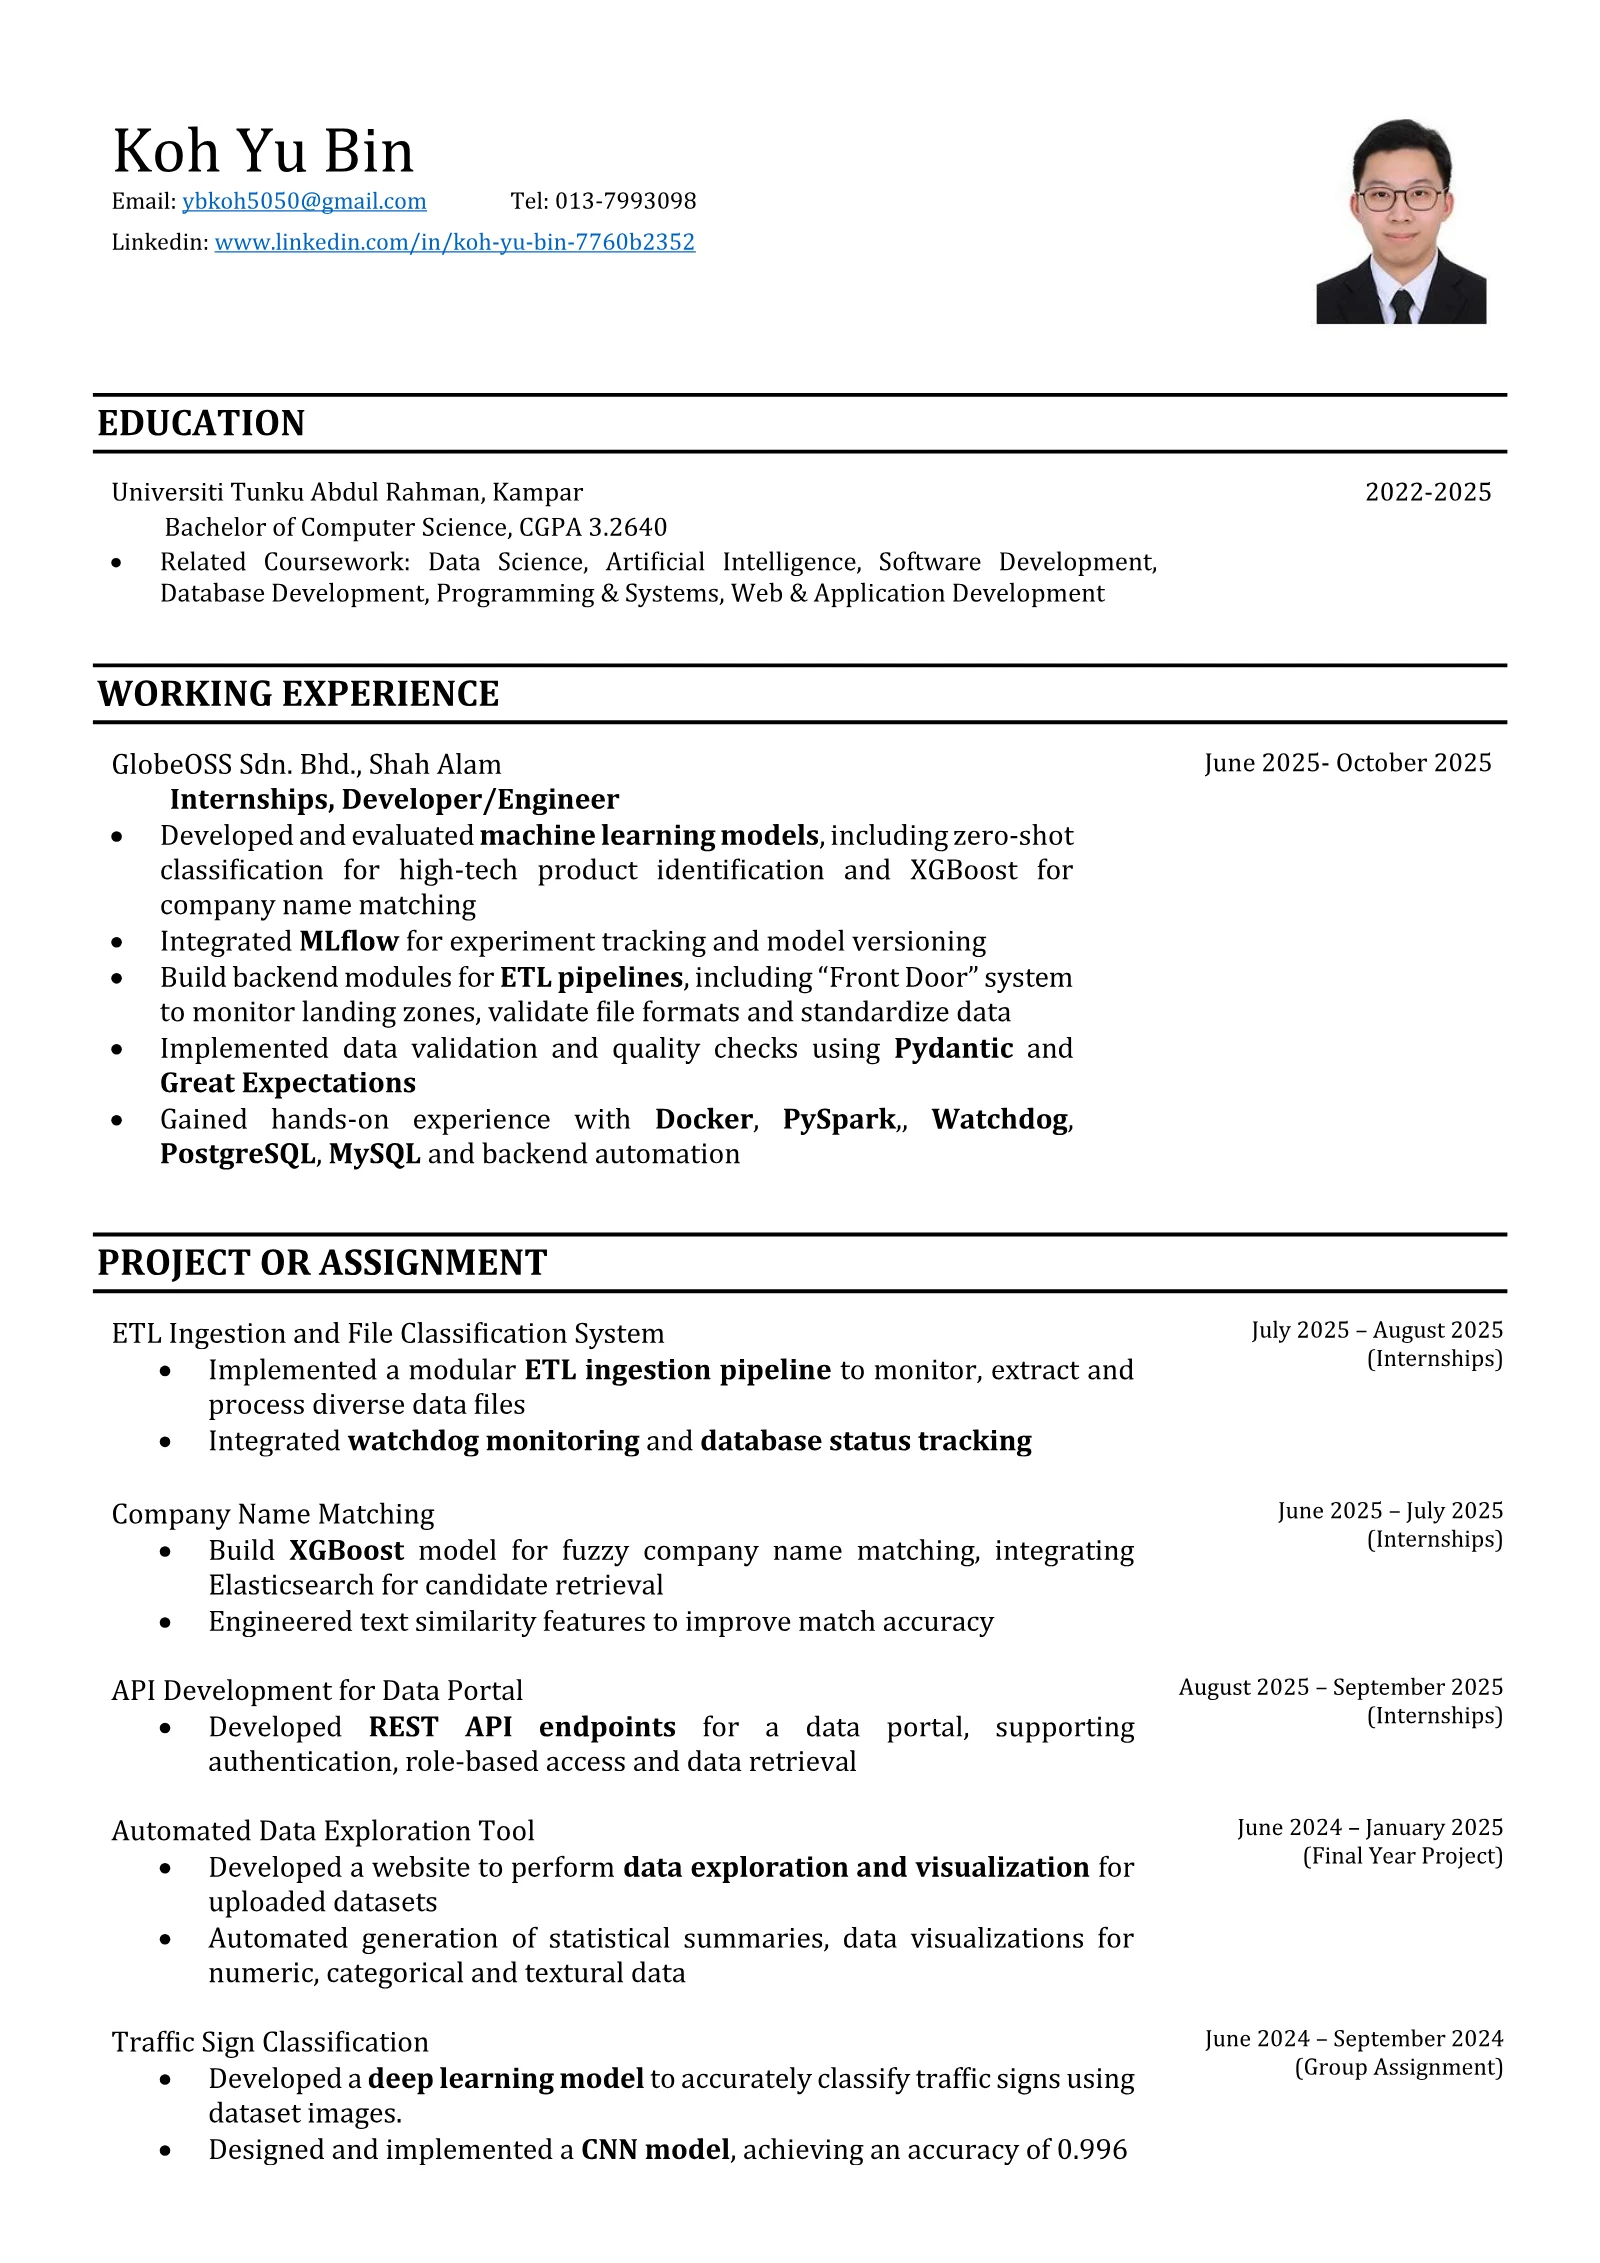 Koh Yu Bin
Email: ybkoh5050@gmail.com Tel: 013-7993098
Linkedin: www.linkedin.com/in/koh-yu-bin-7760b2352
EDUCATION
Universiti Tunku Abdul Rahman, Kampar 2022-2025
Bachelor of Computer Science, CGPA 3.2640
• Related Coursework: Data Science, Artificial Intelligence, Software Development,
Database Development, Programming & Systems, Web & Application Development
WORKING EXPERIENCE
GlobeOSS Sdn. Bhd., Shah Alam June 2025- October 2025
Internships, Developer/Engineer
• Developed and evaluated machine learning models, including zero-shot
classification for high-tech product identification and XGBoost for
company name matching
• Integrated MLflow for experiment tracking and model versioning
• Build backend modules for ETL pipelines, including “Front Door” system
to monitor landing zones, validate file formats and standardize data
• Implemented data validation and quality checks using Pydantic and
Great Expectations
• Gained hands-on experience with Docker, PySpark,, Watchdog,
PostgreSQL, MySQL and backend automation
PROJECT OR ASSIGNMENT
ETL Ingestion and File Classification System July 2025 – August 2025
(Internships)
• Implemented a modular ETL ingestion pipeline to monitor, extract and
process diverse data files
• Integrated watchdog monitoring and database status tracking
Company Name Matching June 2025 – July 2025
(Internships)
• Build XGBoost model for fuzzy company name matching, integrating
Elasticsearch for candidate retrieval
• Engineered text similarity features to improve match accuracy
API Development for Data Portal August 2025 – September 2025
(Internships)
• Developed REST API endpoints for a data portal, supporting
authentication, role-based access and data retrieval
Automated Data Exploration Tool June 2024 – January 2025
(Final Year Project)
• Developed a website to perform data exploration and visualization for
uploaded datasets
• Automated generation of statistical summaries, data visualizations for
numeric, categorical and textural data
Traffic Sign Classification June 2024 – September 2024
(Group Assignment)
• Developed a deep learning model to accurately classify traffic signs using
dataset images.
• Designed and implemented a CNN model, achieving an accuracy of 0.996